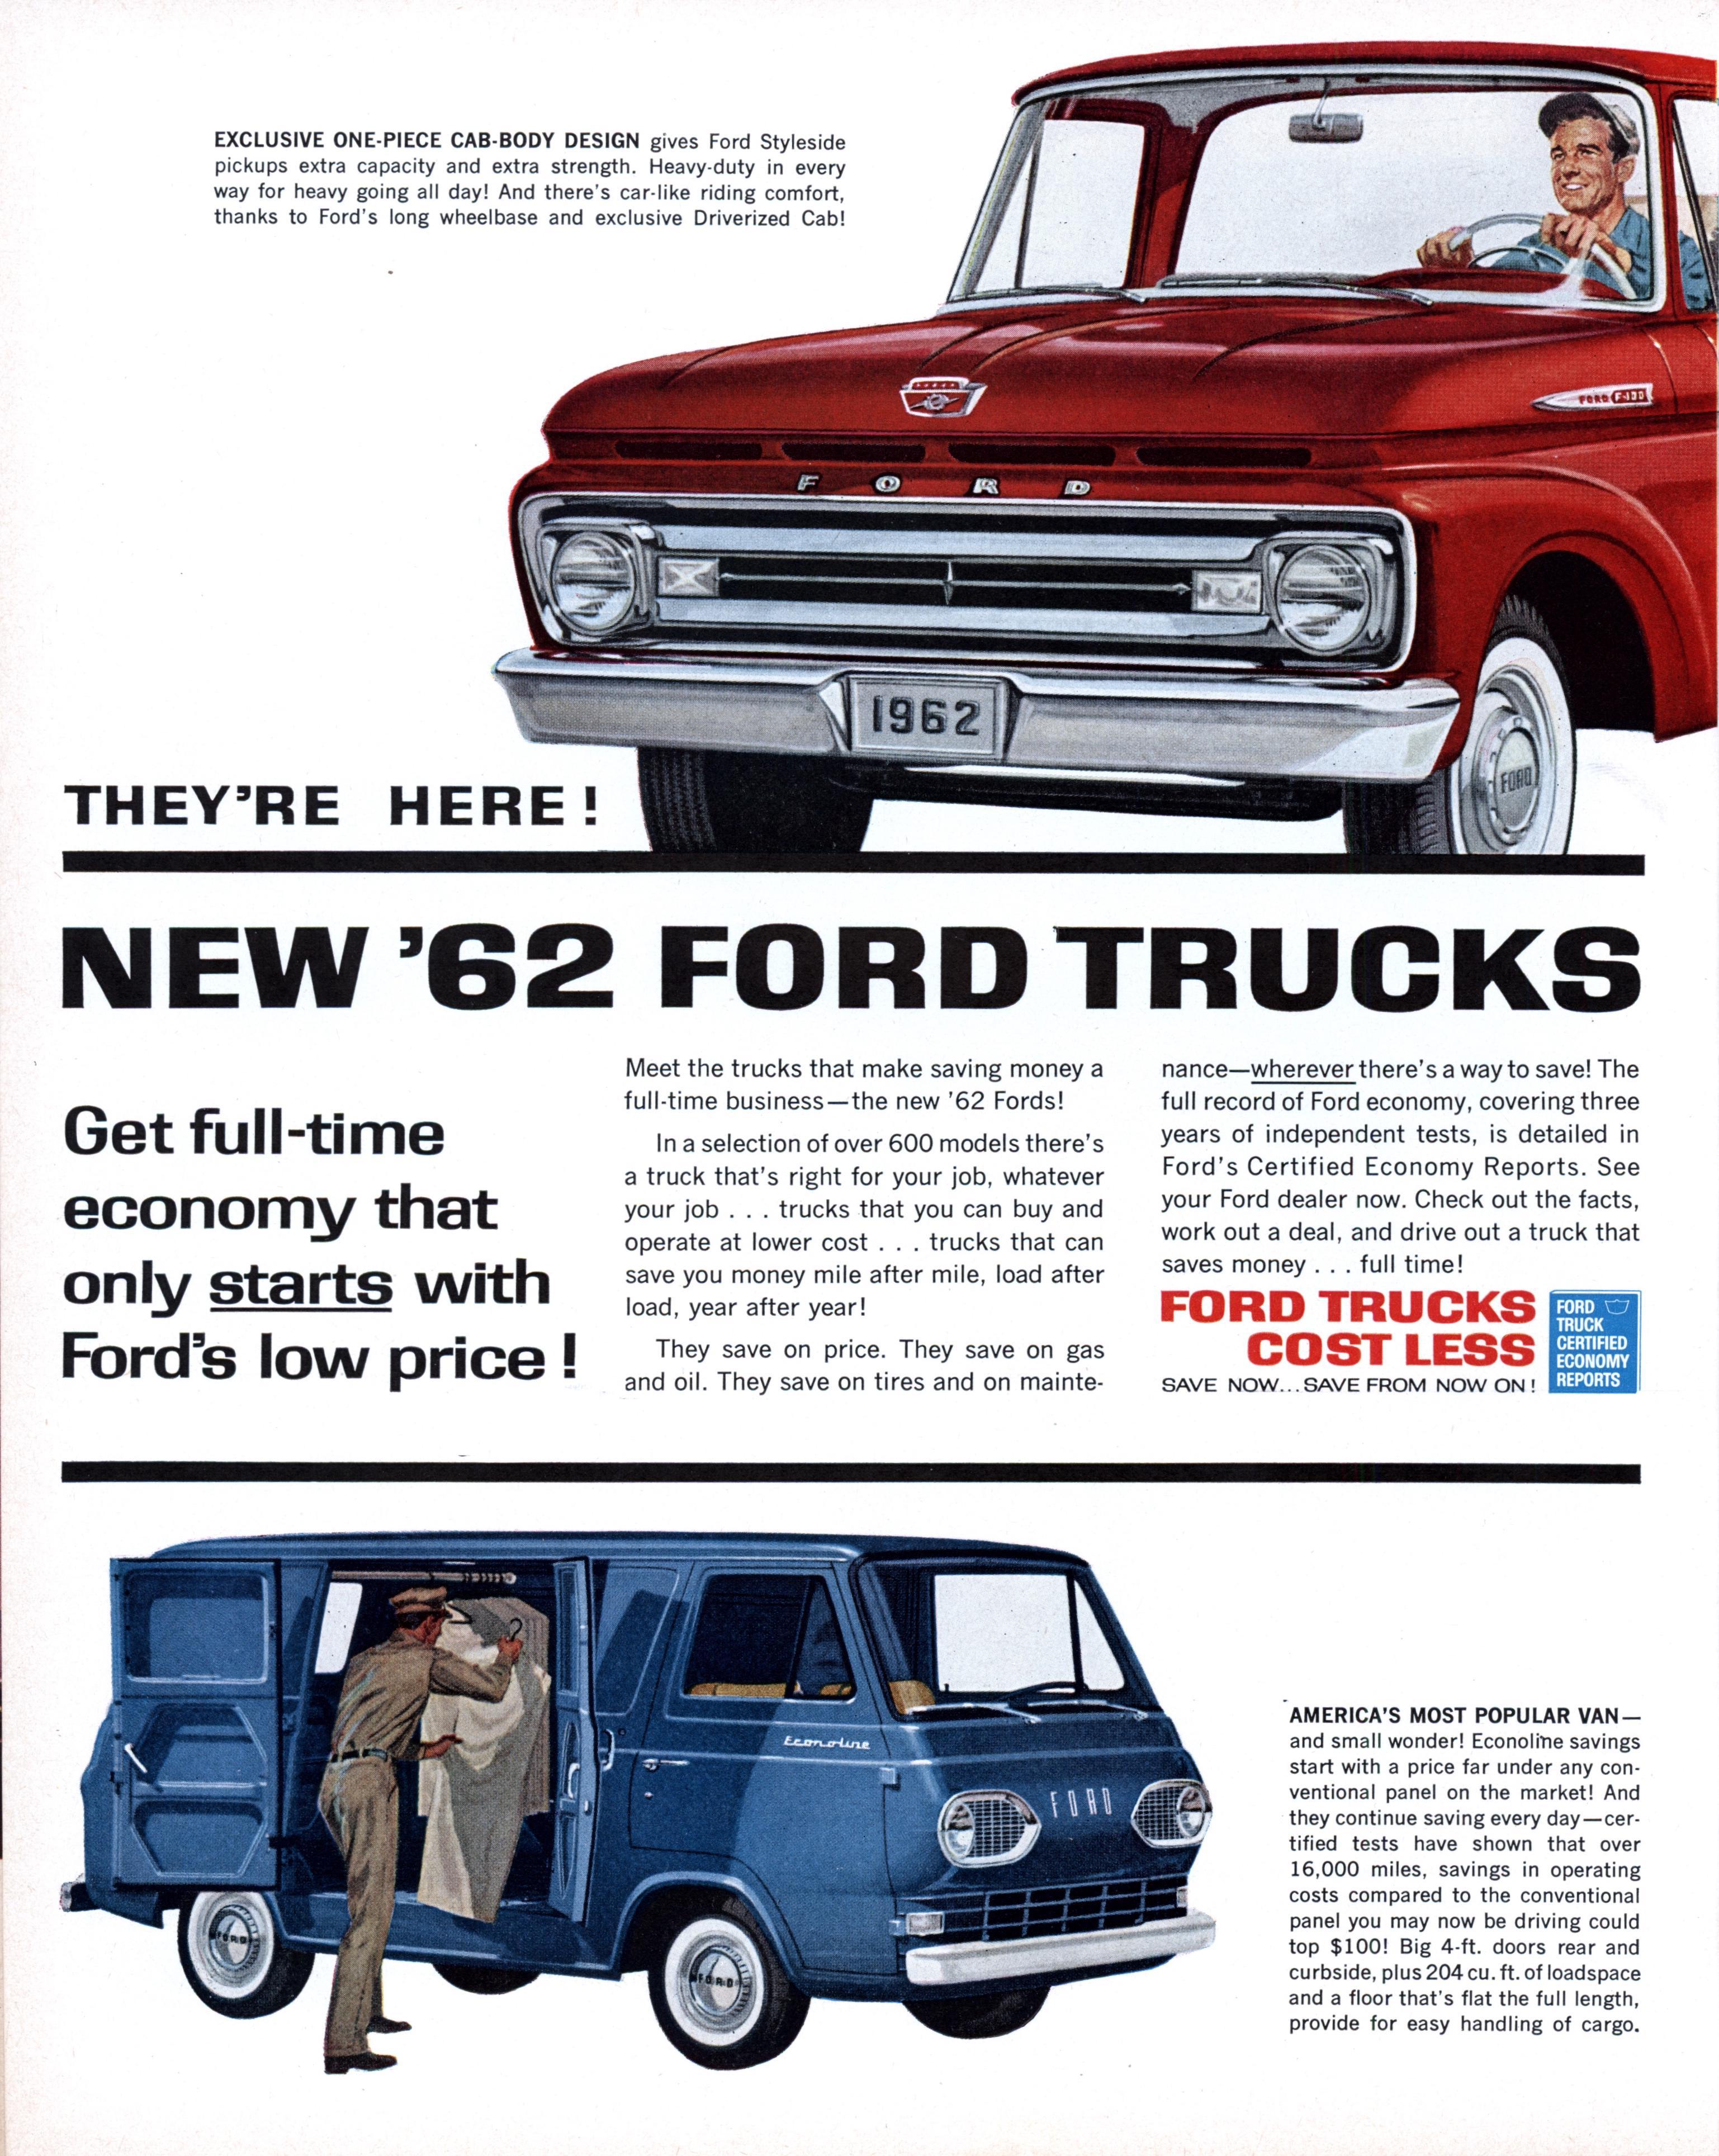 EXCLUSIVE ONE-PIECE CAB-BODY DESIGN gives Ford Styleside
pickups extra capacity and extra strength. Heavy-duty in every
way for heavy going all day! And there's car-like riding comfort,
thanks to Ford's long wheelbase and exclusive Driverized Cab!
FORD F-100
FORD
1962
FORD
THEY'RE HERE!
NEW '62 FORD TRUCKS
Get full-time
economy that
only starts with
Ford's low price!
Meet the trucks that make saving money a
full-time business—the new '62 Fords!
In a selection of over 600 models there's
a truck that's right for your job, whatever
your job . . . trucks that you can buy and
operate at lower cost . . . trucks that can
save you money mile after mile, load after
load, year after year!
They save on price. They save on gas
and oil. They save on tires and on mainte-
nance—wherever there's a way to save! The
full record of Ford economy, covering three
years of independent tests, is detailed in
Ford's Certified Economy Reports. See
your Ford dealer now. Check out the facts,
work out a deal, and drive out a truck that
saves money . . . full time!
FORD TRUCKS
COST LESS
SAVE NOW...SAVE FROM NOW ON!
FORD
TRUCK
CERTIFIED
ECONOMY
REPORTS
Econoline
FORD
FORD
FORD
AMERICA'S MOST POPULAR VAN—
and small wonder! Econoline savings
start with a price far under any con-
ventional panel on the market! And
they continue saving every day—cer-
tified tests have shown that over
16,000 miles, savings in operating
costs compared to the conventional
panel you may now be driving could
top $100! Big 4-ft. doors rear and
curbside, plus 204 cu. ft. of loadspace
and a floor that's flat the full length,
provide for easy handling of cargo.